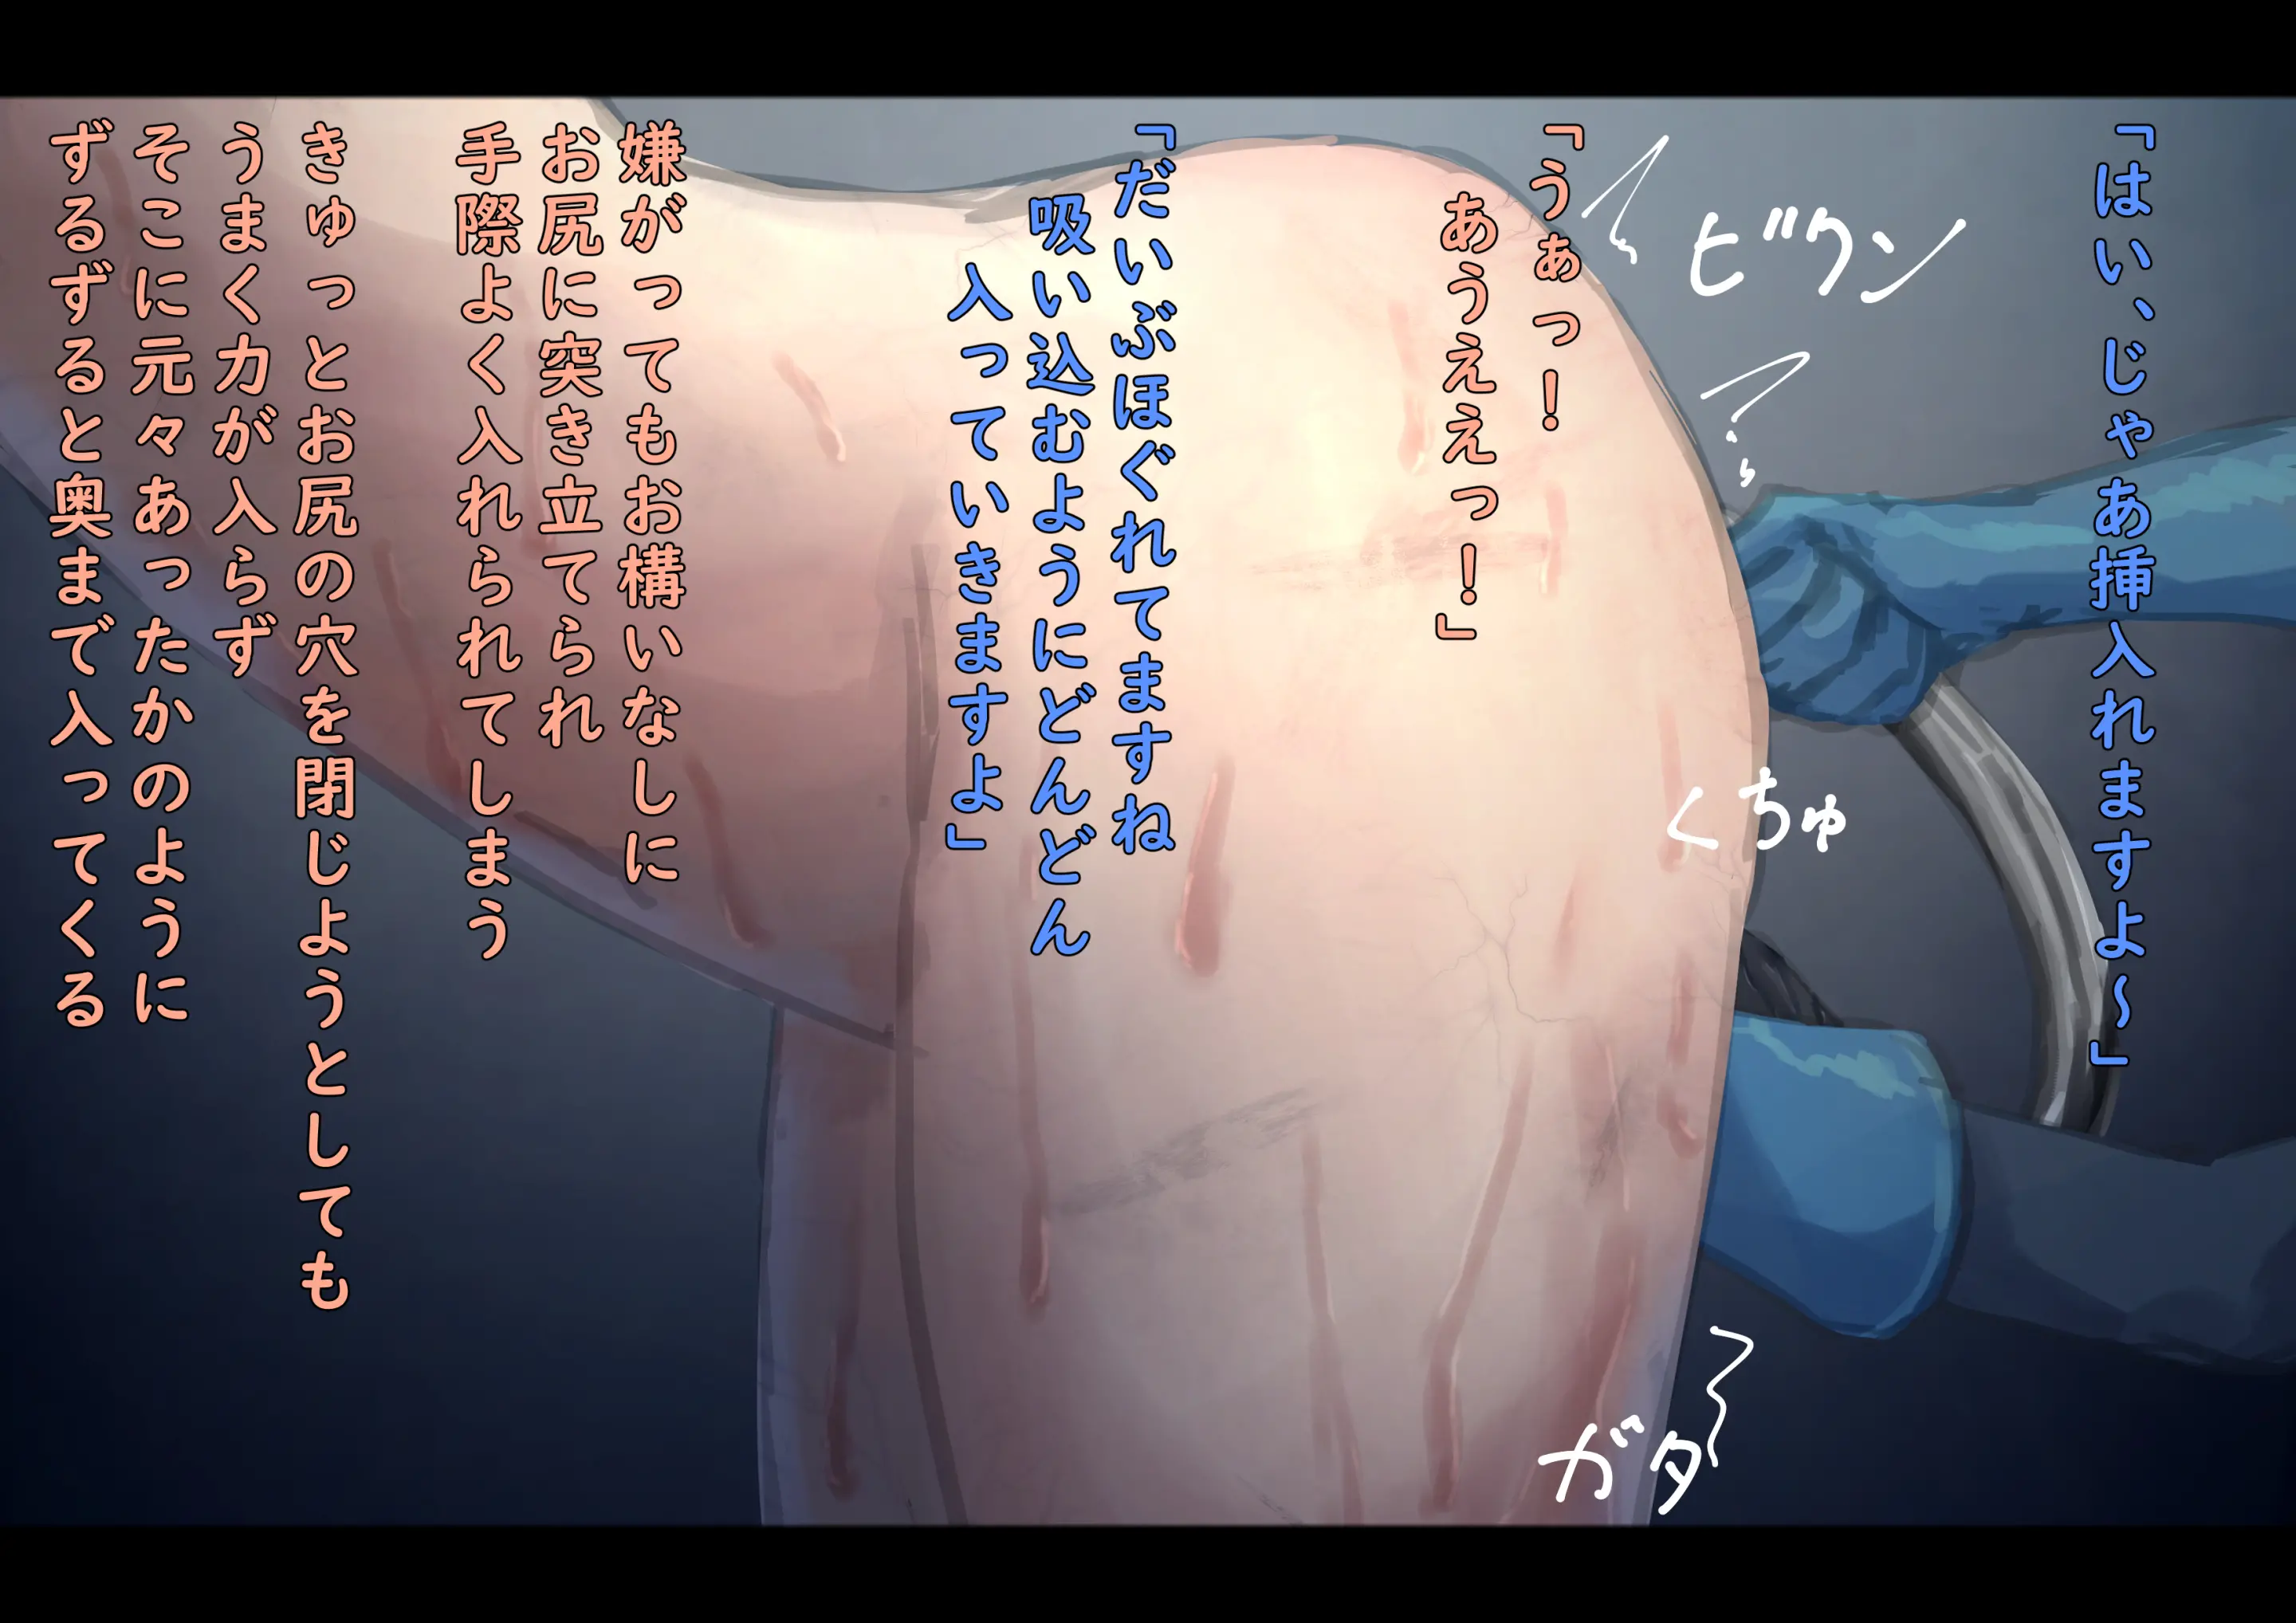 「はい、じゃあ挿入れますよ～」
ビクン
「うぁっ！
あうええっ！」
くちゅ
ガタ
「だいぶほぐれてますね
吸い込むようにどんどん
入っていきますよ」
嫌がってもお構いなしに
お尻に突き立てられ
手際よく入れられてしまう
きゅっとお尻の穴を閉じようとしても
うまく力が入らず
そこに元々あったかのように
ずるずると奥まで入ってくる